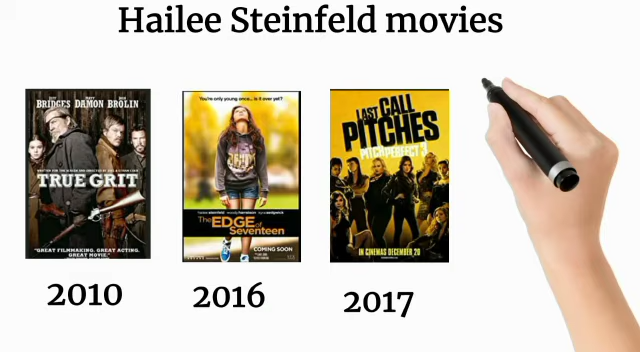 Hailee Steinfeld movies
BRIDGES DAMON BROLIN
TRUE GRIT
"GREAT FILMMAKING. GREAT ACTING.
GREAT MOVIE."
2010
You're only young once... is it over yet?
The EDGE of
Seventeen
COMING SOON
2016
LAST CALL
PITCHES
PITCH PERFECT 3
IN CINEMAS DECEMBER 20
2017